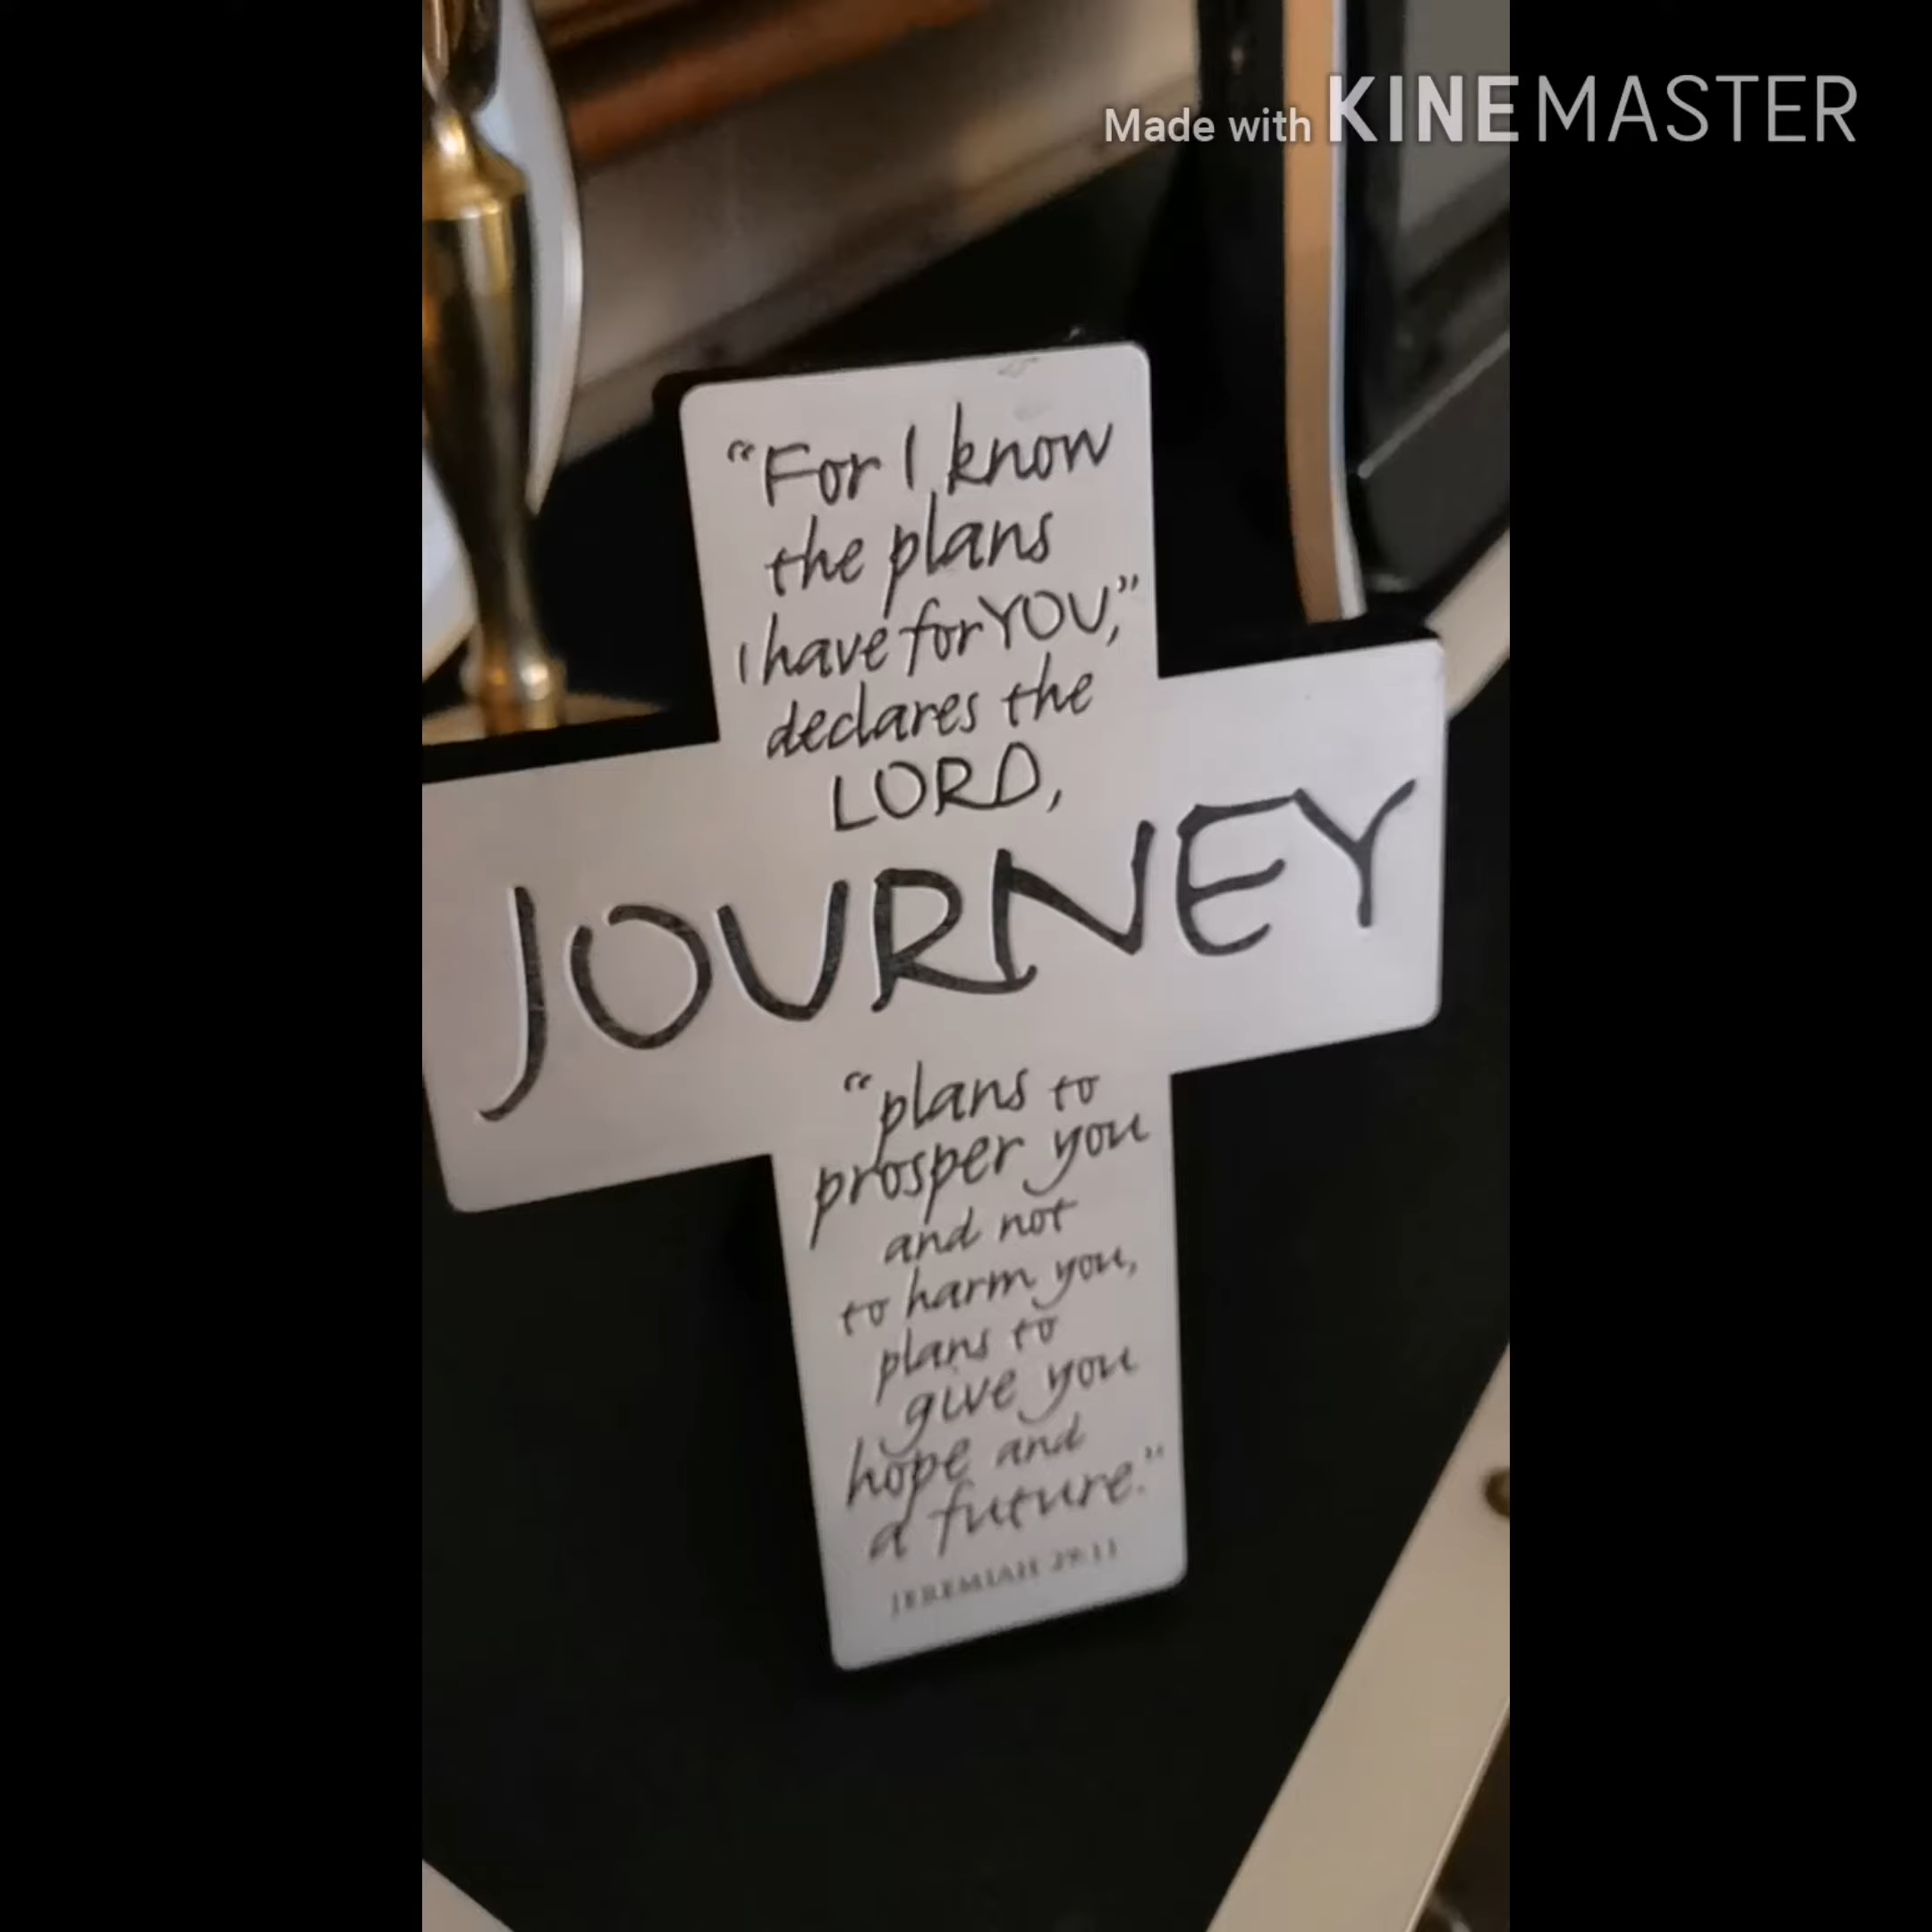 Made with KINEMASTER
“For I know
the plans
I have for YOU,”
declares the
LORD,
JOURNEY
“plans to
prosper you
and not
to harm you,
plans to
give you
hope and
a future.”
JEREMIAH 29:11